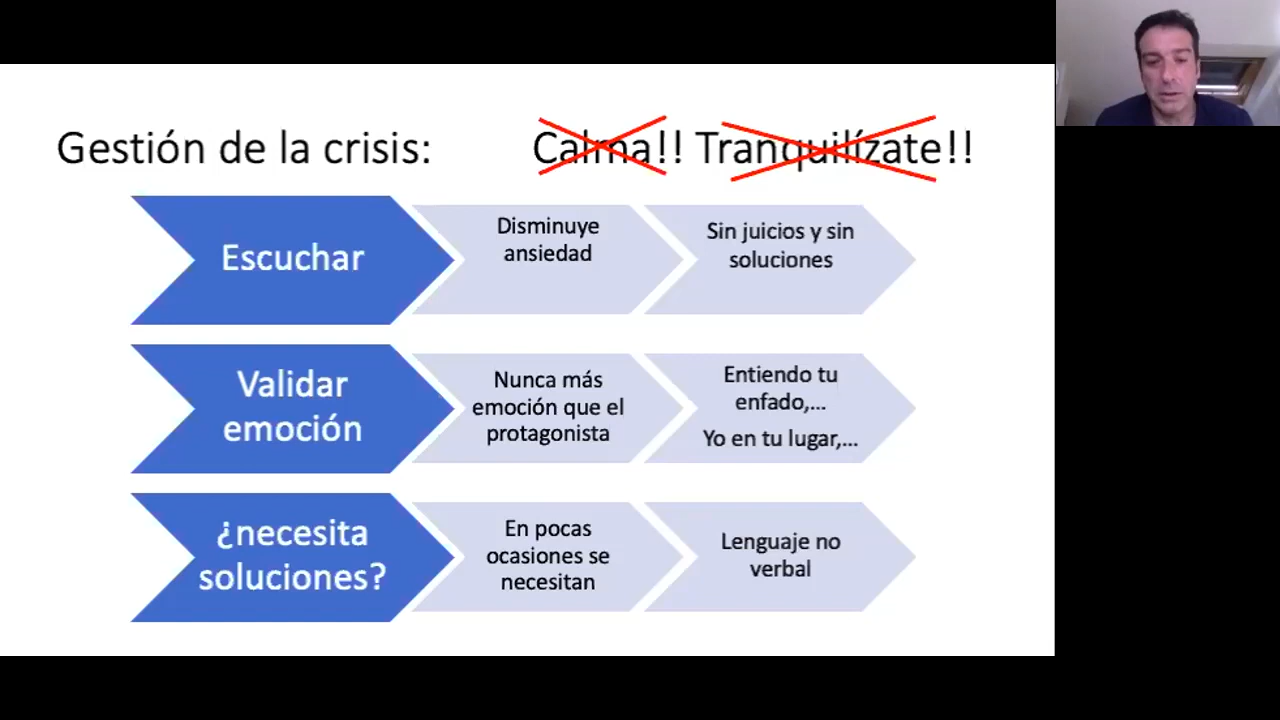 Gestión de la crisis: Calma!! Tranquilízate!!
Escuchar
Disminuye
ansiedad
Sin juicios y sin
soluciones
Validar
emoción
Nunca más
emoción que el
protagonista
Entiendo tu
enfado,...
Yo en tu lugar,...
¿necesita
soluciones?
En pocas
ocasiones se
necesitan
Lenguaje no
verbal